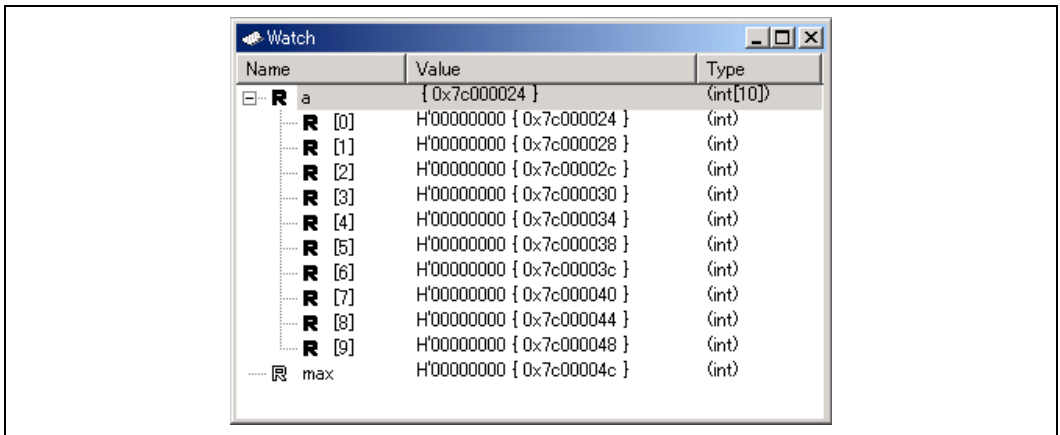 Watch
Name Value Type
R a { 0x7c000024 } (int[10])
R [0] H'00000000 { 0x7c000024 } (int)
R [1] H'00000000 { 0x7c000028 } (int)
R [2] H'00000000 { 0x7c00002c } (int)
R [3] H'00000000 { 0x7c000030 } (int)
R [4] H'00000000 { 0x7c000034 } (int)
R [5] H'00000000 { 0x7c000038 } (int)
R [6] H'00000000 { 0x7c00003c } (int)
R [7] H'00000000 { 0x7c000040 } (int)
R [8] H'00000000 { 0x7c000044 } (int)
R [9] H'00000000 { 0x7c000048 } (int)
R max H'00000000 { 0x7c00004c } (int)